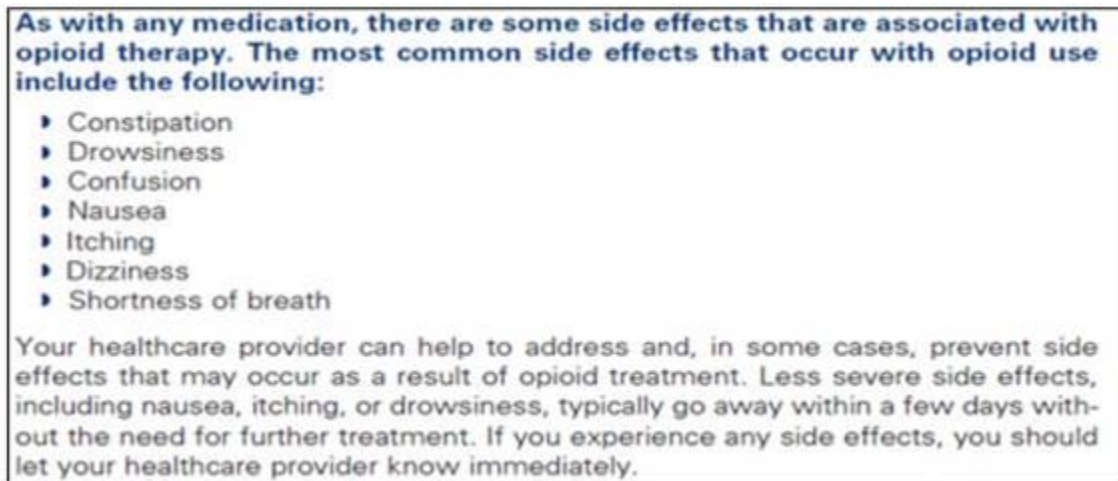 As with any medication, there are some side effects that are associated with
opioid therapy. The most common side effects that occur with opioid use
include the following:
Constipation
Drowsiness
Confusion
Nausea
Itching
Dizziness
Shortness of breath
Your healthcare provider can help to address and, in some cases, prevent side
effects that may occur as a result of opioid treatment. Less severe side effects,
including nausea, itching, or drowsiness, typically go away within a few days with-
out the need for further treatment. If you experience any side effects, you should
let your healthcare provider know immediately.